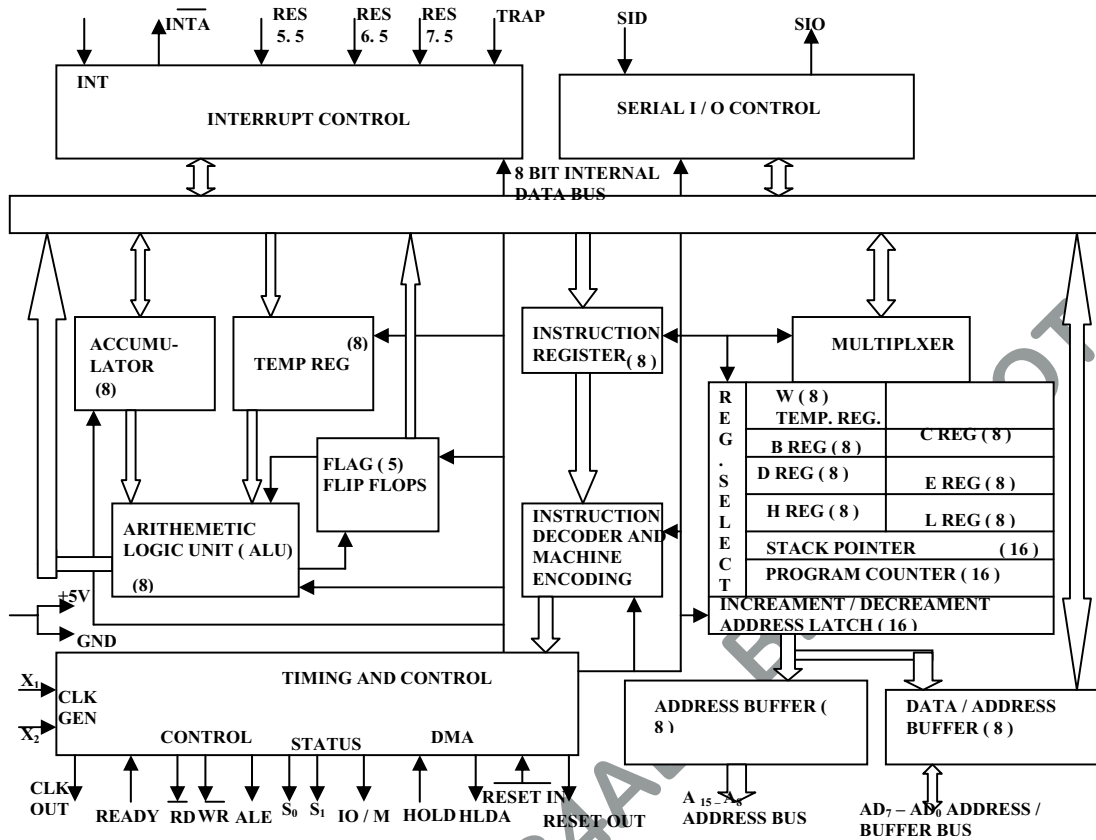 INTA
RES
5. 5
RES
6. 5
RES
7. 5
TRAP
SID
SIO
INT
INTERRUPT CONTROL
SERIAL I / O CONTROL
8 BIT INTERNAL
DATA BUS
ACCUMU-
LATOR
(8)
(8)
TEMP REG
INSTRUCTION
REGISTER ( 8 )
MULTIPLXER
REG.SELECT
W ( 8 )
TEMP. REG.
B REG ( 8 )
C REG ( 8 )
D REG ( 8 )
E REG ( 8 )
H REG ( 8 )
L REG ( 8 )
STACK POINTER ( 16 )
PROGRAM COUNTER ( 16 )
INCREAMENT / DECREAMENT
ADDRESS LATCH ( 16 )
FLAG ( 5 )
FLIP FLOPS
ARITHEMETIC
LOGIC UNIT ( ALU)
(8)
INSTRUCTION
DECODER AND
MACHINE
ENCODING
+5V
GND
X1
X2
CLK
GEN
TIMING AND CONTROL
CONTROL
STATUS
DMA
ADDRESS BUFFER (
8 )
DATA / ADDRESS
BUFFER ( 8 )
CLK
OUT
READY
RD
WR
ALE
S0
S1
IO / M
HOLD
HLDA
RESET IN
RESET OUT
A 15 – A8
ADDRESS BUS
AD7 – AD0 ADDRESS /
BUFFER BUS